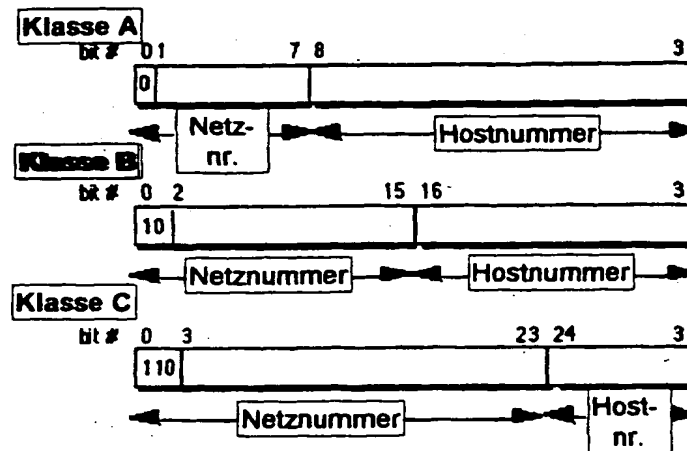 Klasse A
bit # 0 1 7 8 3
0
Netz- Hostnummer
nr.
Klasse B
bit # 0 2 15 16 3
10
Netznummer Hostnummer
Klasse C
bit # 0 3 23 24 3
110
Netznummer Host-
nr.